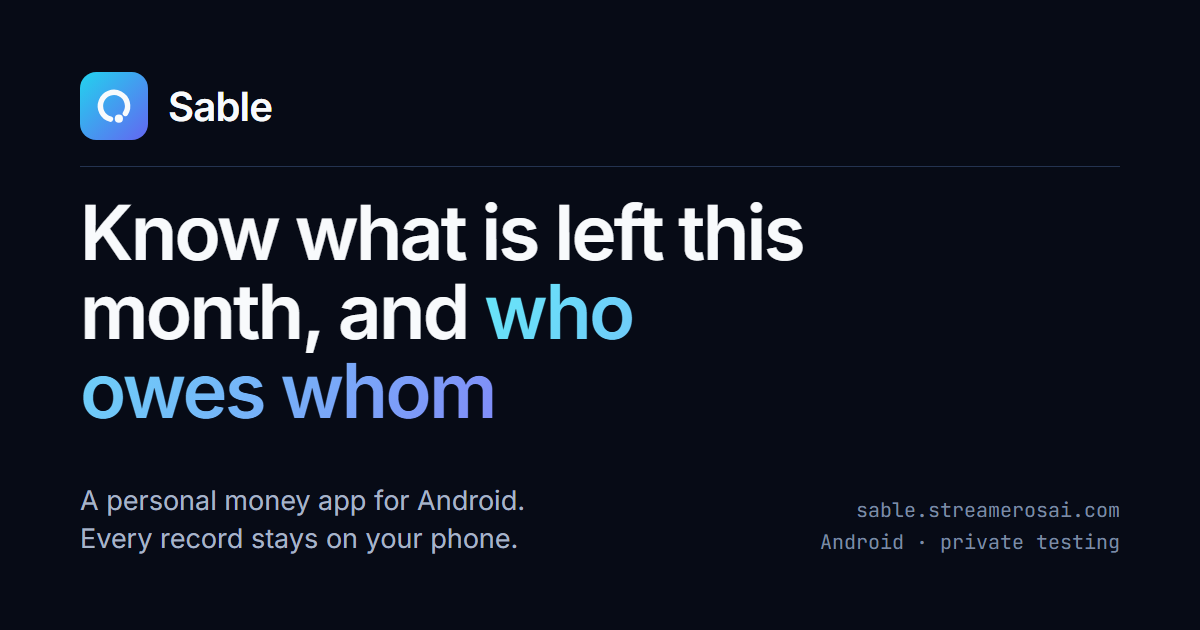 Sable
Know what is left this
month, and who
owes whom
A personal money app for Android.
Every record stays on your phone.
sable.streamerosai.com
Android · private testing